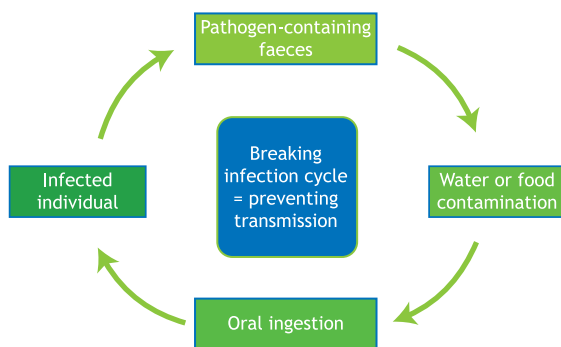 Pathogen-containing
faeces
Breaking
infection cycle
= preventing
transmission
Infected
individual
Water or food
contamination
Oral ingestion